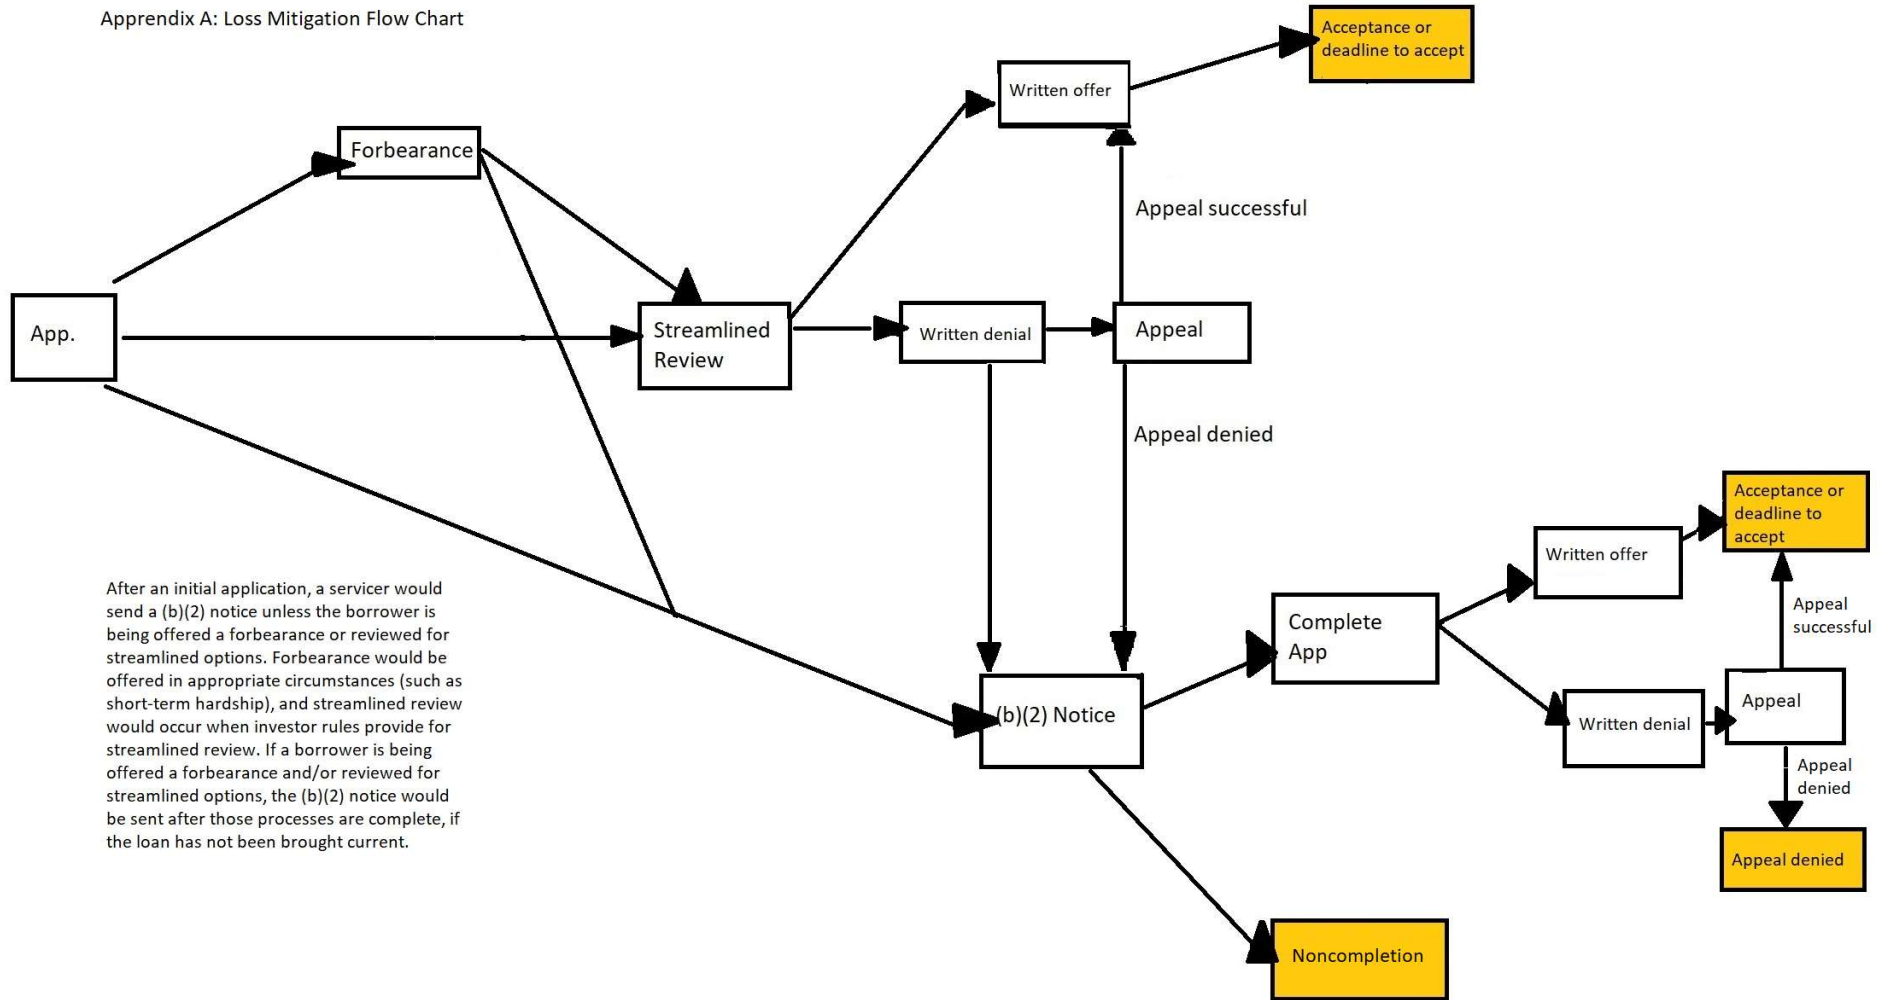 Apprendix A: Loss Mitigation Flow Chart
Acceptance or
deadline to accept
Written offer
Forbearance
Appeal successful
App.
Streamlined
Review
Written denial
Appeal
Appeal denied
Acceptance or
deadline to
accept
Written offer
After an initial application, a servicer would
send a (b)(2) notice unless the borrower is
being offered a forbearance or reviewed for
streamlined options. Forbearance would be
offered in appropriate circumstances (such as
short-term hardship), and streamlined review
would occur when investor rules provide for
streamlined review. If a borrower is being
offered a forbearance and/or reviewed for
streamlined options, the (b)(2) notice would
be sent after those processes are complete, if
the loan has not been brought current.
Complete
App
Appeal
successful
(b)(2) Notice
Written denial
Appeal
Appeal
denied
Appeal denied
Noncompletion